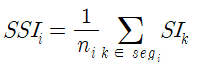 SSI_i = \frac{1}{n_i} \sum_{k \in seg_i} SI_k